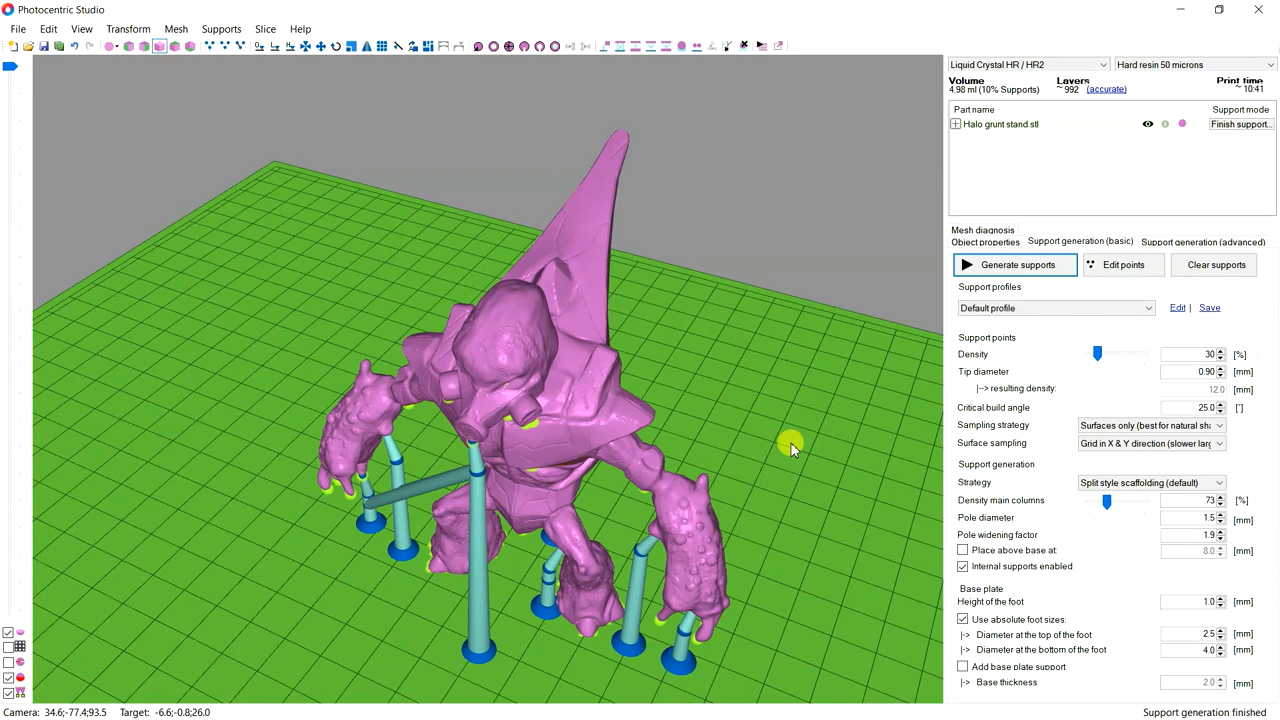 Photocentric Studio
File Edit View Transform Mesh Supports Slice Help
Liquid Crystal HR / HR2 Hard resin 50 microns
Volume Layers Print time
4.98 ml (10% Supports) ~ 992 (accurate) ~ 10:41
Part name Support mode
Halo grunt stand.stl Finish support...
Mesh diagnosis
Object properties Support generation (basic) Support generation (advanced)
Generate supports Edit points Clear supports
Support profiles
Default profile Edit | Save
Support points
Density 30 [%]
Tip diameter 0.90 [mm]
|--> resulting density: 12.0 [mm]
Critical build angle 25.0 [°]
Sampling strategy Surfaces only (best for natural sha
Surface sampling Grid in X & Y direction (slower larg
Support generation
Strategy Split style scaffolding (default)
Density main columns 73 [%]
Pole diameter 1.5 [mm]
Pole widening factor 1.9 [mm]
Place above base at: 8.0 [mm]
Internal supports enabled
Base plate
Height of the foot 1.0 [mm]
Use absolute foot sizes:
|-> Diameter at the top of the foot 2.5 [mm]
|-> Diameter at the bottom of the foot 4.0 [mm]
Add base plate support
|-> Base thickness 2.0 [mm]
Camera: 34.6;-77.4;93.5 Target: -6.6;-0.8;26.0 Support generation finished